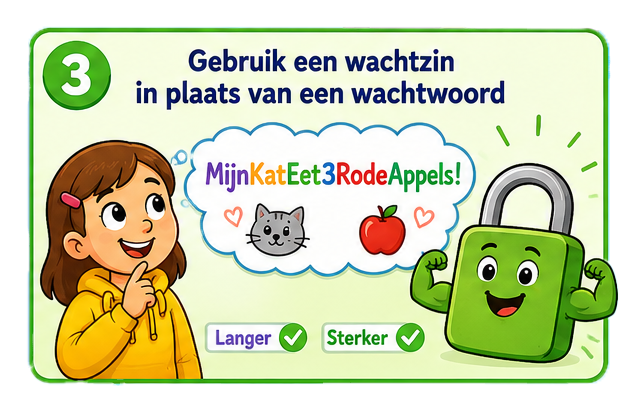 3
Gebruik een wachtzin
in plaats van een wachtwoord
MijnKatEet3RodeAppels!
Langer
Sterker